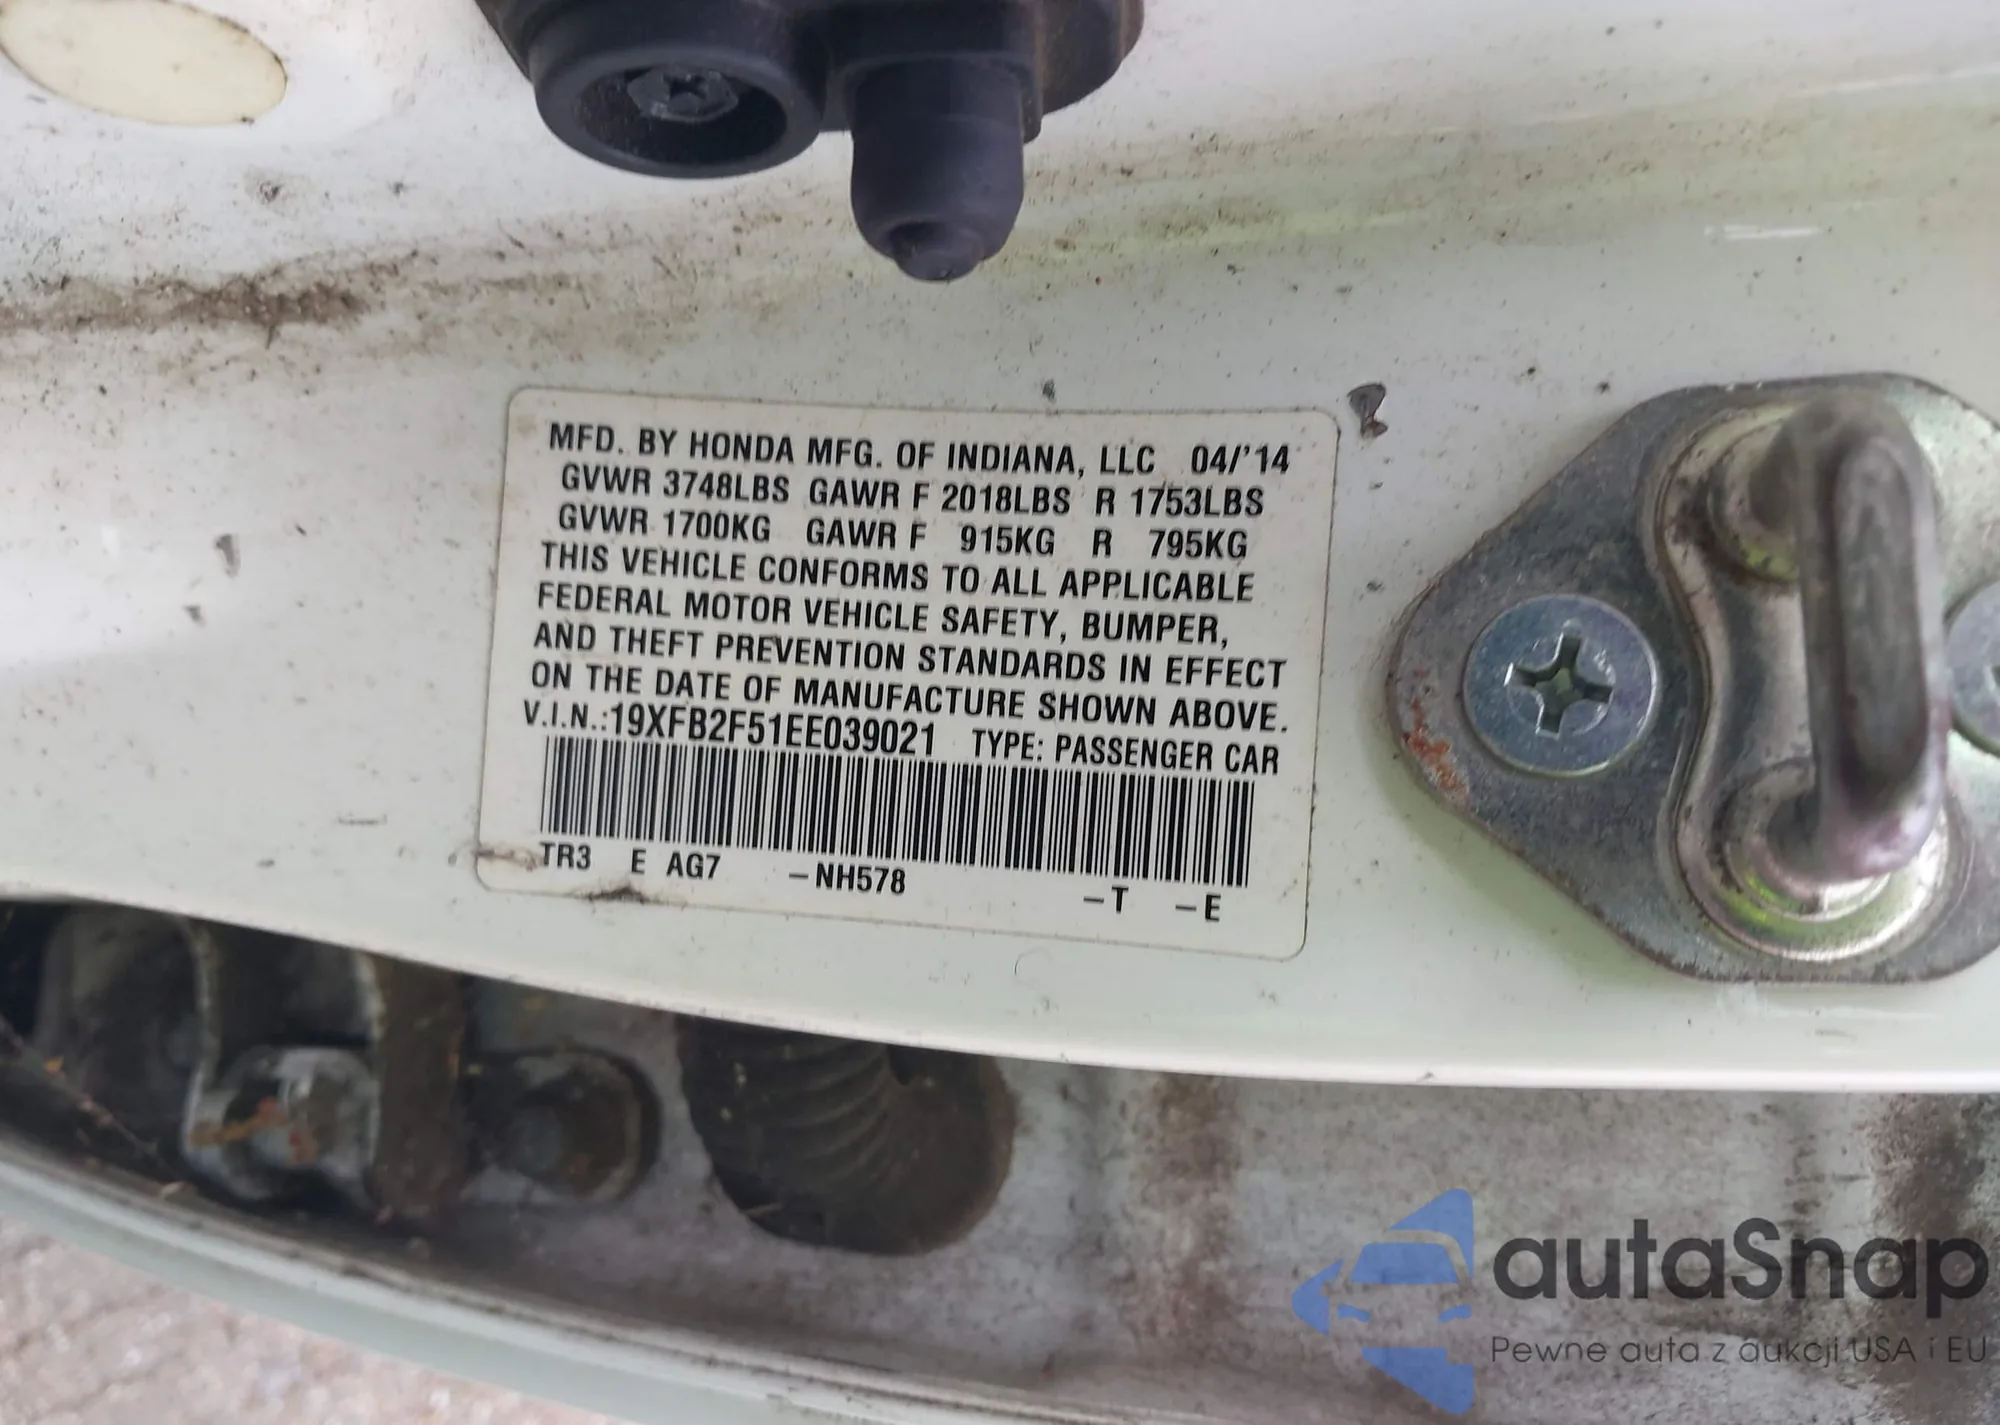 MFD. BY HONDA MFG. OF INDIANA, LLC 04/'14
GVWR 3748LBS GAWR F 2018LBS R 1753LBS
GVWR 1700KG GAWR F 915KG R 795KG
THIS VEHICLE CONFORMS TO ALL APPLICABLE
FEDERAL MOTOR VEHICLE SAFETY, BUMPER,
AND THEFT PREVENTION STANDARDS IN EFFECT
ON THE DATE OF MANUFACTURE SHOWN ABOVE.
V.I.N.:19XFB2F51EE039021 TYPE: PASSENGER CAR
TR3 E AG7 –NH578 –T –E
autaSnap
Pewne auta z aukcji USA i EU